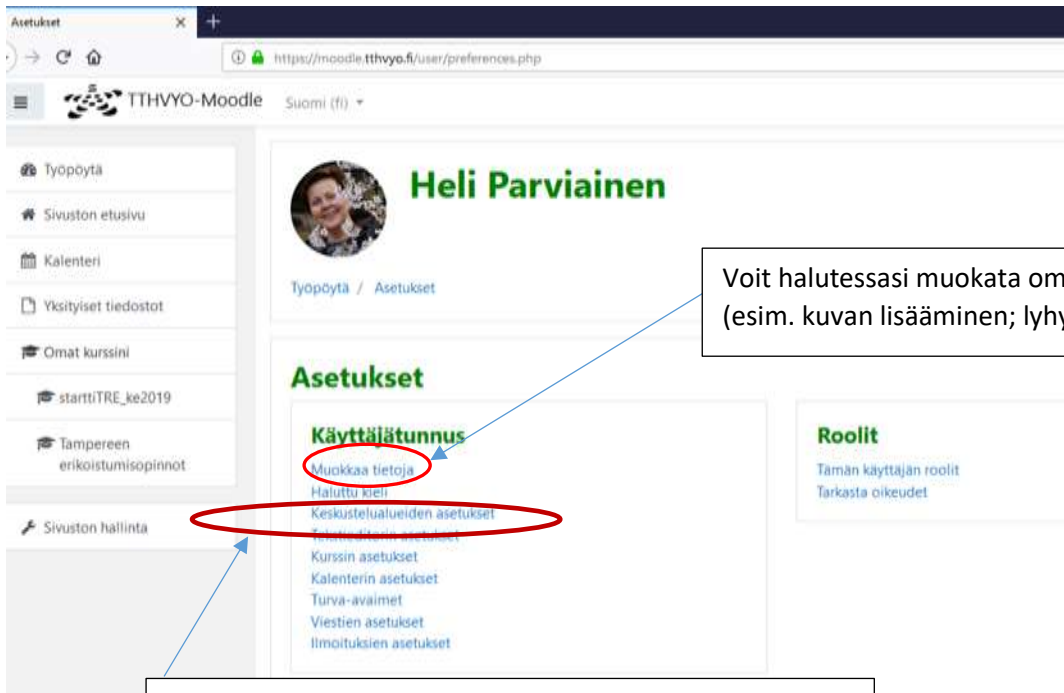 Asetukset
https://moodle.tthvyo.fi/user/preferences.php
TTHVYO-Moodle Suomi (fi)
Työpöytä
Sivuston etusivu
Kalenteri
Yksityiset tiedostot
Omat kurssini
starttiTRE_ke2019
Tampereen
erikoistumisopinnot
Sivuston hallinta
Heli Parviainen
Työpöytä / Asetukset
Voit halutessasi muokata om
(esim. kuvan lisääminen; lyhy
Asetukset
Käyttäjätunnus
Muokkaa tietoja
Haluttu kieli
Keskustelualueiden asetukset
Tekstieditorin asetukset
Kurssin asetukset
Kalenterin asetukset
Turva-avaimet
Viestien asetukset
Ilmoituksien asetukset
Roolit
Tämän käyttäjän roolit
Tarkasta oikeudet